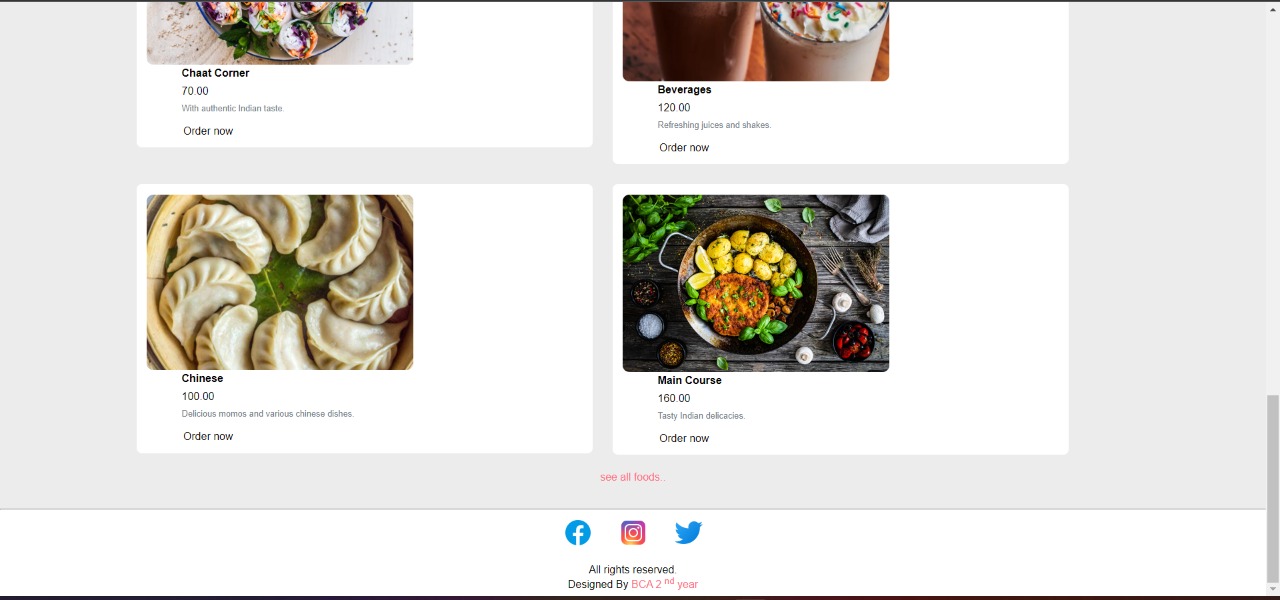 Chaat Corner
70.00
With authentic Indian taste.
Order now
Beverages
120.00
Refreshing juices and shakes.
Order now
Chinese
100.00
Delicious momos and various chinese dishes.
Order now
Main Course
160.00
Tasty Indian delicacies.
Order now
see all foods..
All rights reserved.
Designed By BCA 2 nd year